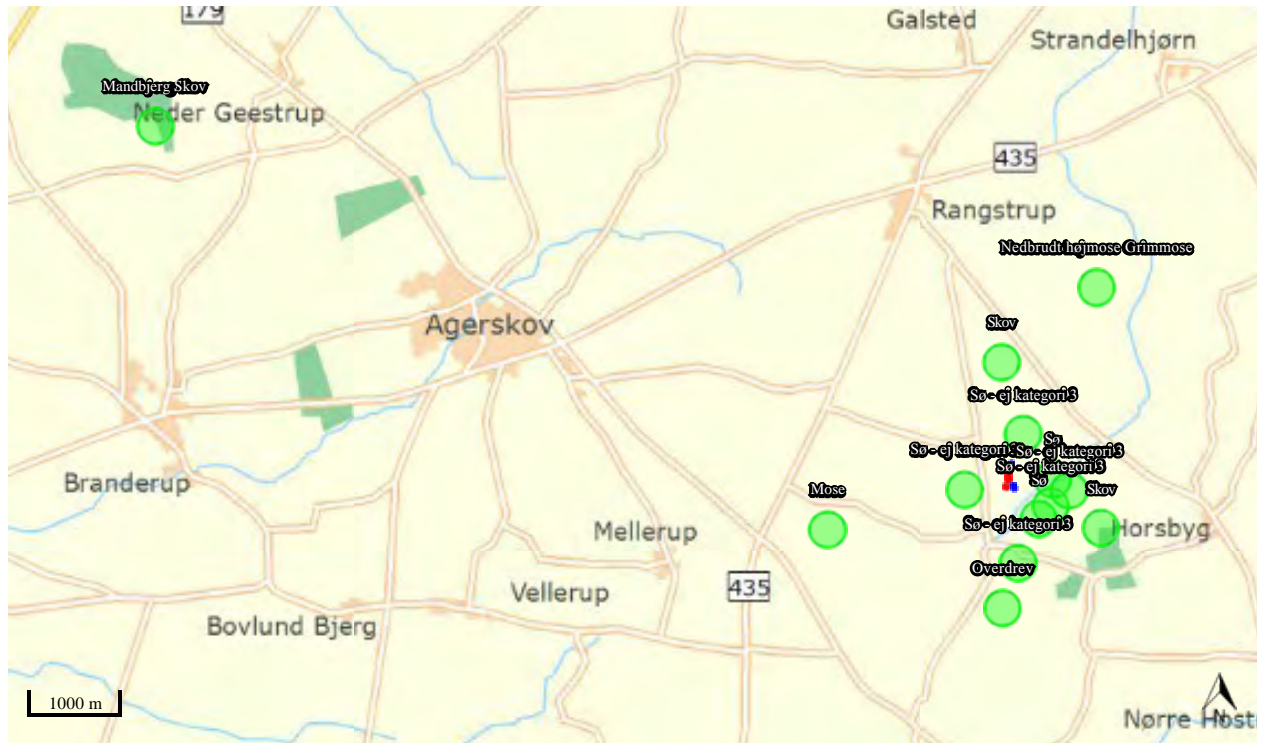 179
Galsted
Strandelhjørn
Mandbjerg Skov
Neder Geestrup
435
Rangstrup
Nedbrudt højmose Grimmose
Skov
Agerskov
Sø - ej kategori 3
Sø
Sø - ej kategori 3
Sø - ej kategori 3
Sø - ej kategori 3
Sø
Branderup
Mose
Skov
Sø - ej kategori 3
Horsbyg
Mellerup
Overdrev
435
Vellerup
Bovlund Bjerg
1000 m
N
Nørre Hostr